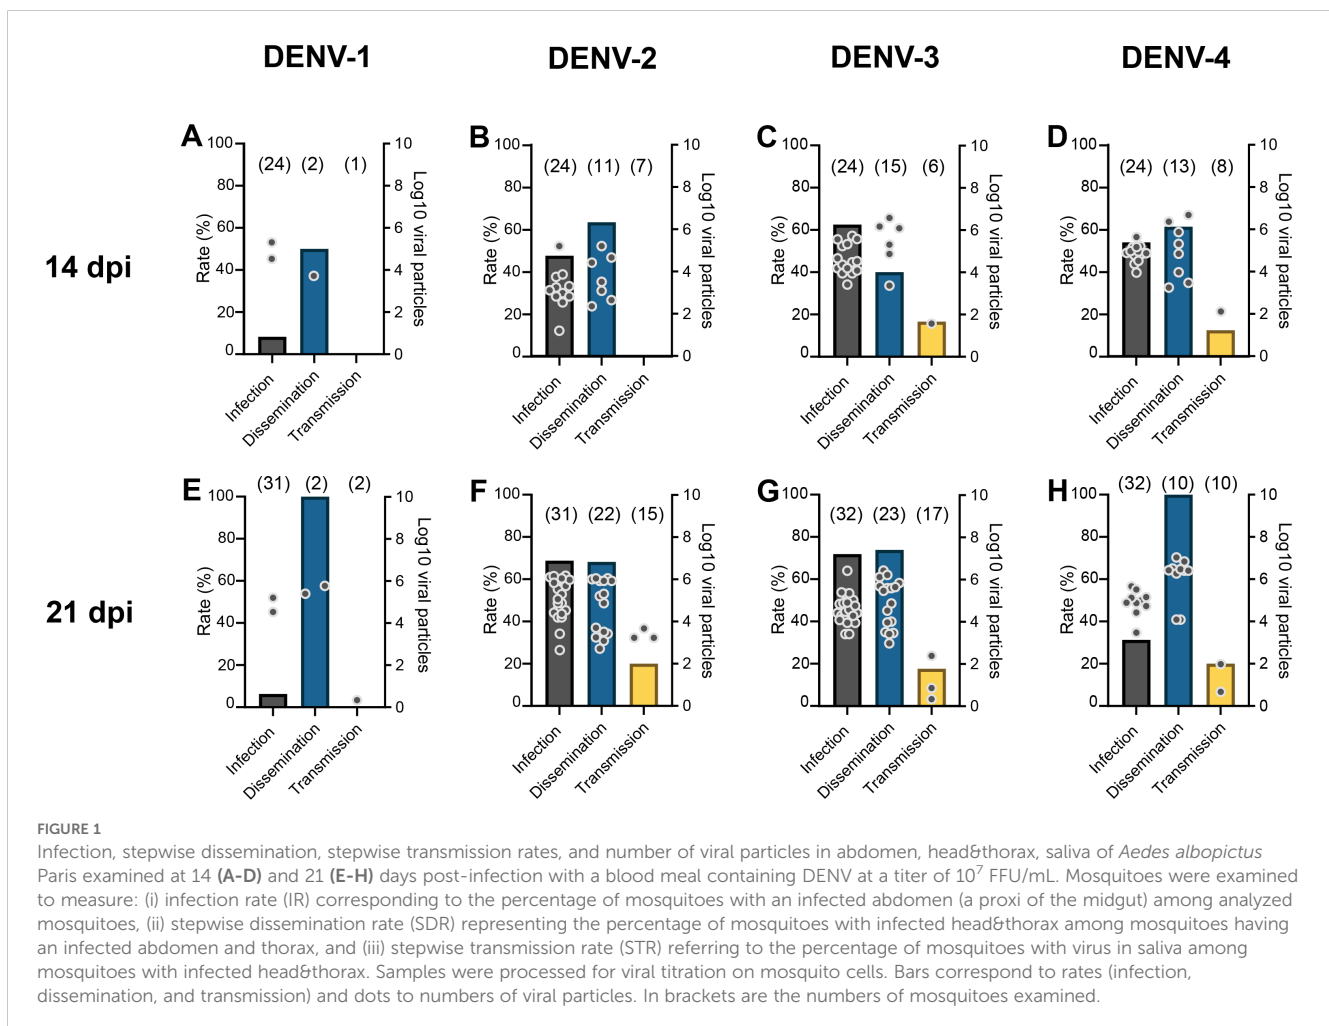 DENV-1 DENV-2 DENV-3 DENV-4
14 dpi
A
100
80
60
40
20
0
Rate (%)
(24) (2) (1)
10
8
6
4
2
0
Log10 viral particles
Infection
Dissemination
Transmission
B
100
80
60
40
20
0
Rate (%)
(24) (11) (7)
10
8
6
4
2
0
Log10 viral particles
Infection
Dissemination
Transmission
C
100
80
60
40
20
0
Rate (%)
(24) (15) (6)
10
8
6
4
2
0
Log10 viral particles
Infection
Dissemination
Transmission
D
100
80
60
40
20
0
Rate (%)
(24) (13) (8)
10
8
6
4
2
0
Log10 viral particles
Infection
Dissemination
Transmission
21 dpi
E
100
80
60
40
20
0
Rate (%)
(31) (2) (2)
10
8
6
4
2
0
Log10 viral particles
Infection
Dissemination
Transmission
F
100
80
60
40
20
0
Rate (%)
(31) (22) (15)
10
8
6
4
2
0
Log10 viral particles
Infection
Dissemination
Transmission
G
100
80
60
40
20
0
Rate (%)
(32) (23) (17)
10
8
6
4
2
0
Log10 viral particles
Infection
Dissemination
Transmission
H
100
80
60
40
20
0
Rate (%)
(32) (10) (10)
10
8
6
4
2
0
Log10 viral particles
Infection
Dissemination
Transmission
FIGURE 1
Infection, stepwise dissemination, stepwise transmission rates, and number of viral particles in abdomen, head&thorax, saliva of Aedes albopictus
Paris examined at 14 (A-D) and 21 (E-H) days post-infection with a blood meal containing DENV at a titer of 10⁷ FFU/mL. Mosquitoes were examined
to measure: (i) infection rate (IR) corresponding to the percentage of mosquitoes with an infected abdomen (a proxi of the midgut) among analyzed
mosquitoes, (ii) stepwise dissemination rate (SDR) representing the percentage of mosquitoes with infected head&thorax among mosquitoes having
an infected abdomen and thorax, and (iii) stepwise transmission rate (STR) referring to the percentage of mosquitoes with virus in saliva among
mosquitoes with infected head&thorax. Samples were processed for viral titration on mosquito cells. Bars correspond to rates (infection,
dissemination, and transmission) and dots to numbers of viral particles. In brackets are the numbers of mosquitoes examined.